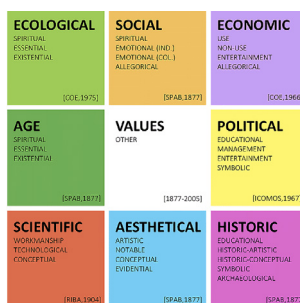 ECOLOGICAL
SPIRITUAL
ESSENTIAL
EXISTENTIAL
[COE,1975]
SOCIAL
SPIRITUAL
EMOTIONAL (IND.)
EMOTIONAL (COL.)
ALLEGORICAL
[SPAB,1877]
ECONOMIC
USE
NON-USE
ENTERTAINMENT
ALLEGORICAL
[COE,1966]
AGE
SPIRITUAL
ESSENTIAL
EXISTENTIAL
[SPAB,1877]
VALUES
OTHER
[1877-2005]
POLITICAL
EDUCATIONAL
MANAGEMENT
ENTERTAINMENT
SYMBOLIC
[ICOMOS,1967]
SCIENTIFIC
WORKMANSHIP
TECHNOLOGICAL
CONCEPTUAL
[RIBA,1904]
AESTHETICAL
ARTISTIC
NOTABLE
CONCEPTUAL
EVIDENTIAL
[SPAB,1877]
HISTORIC
EDUCATIONAL
HISTORIC-ARTISTIC
HISTORIC-CONCEPTUAL
SYMBOLIC
ARCHAEOLOGICAL
[SPAB,1877